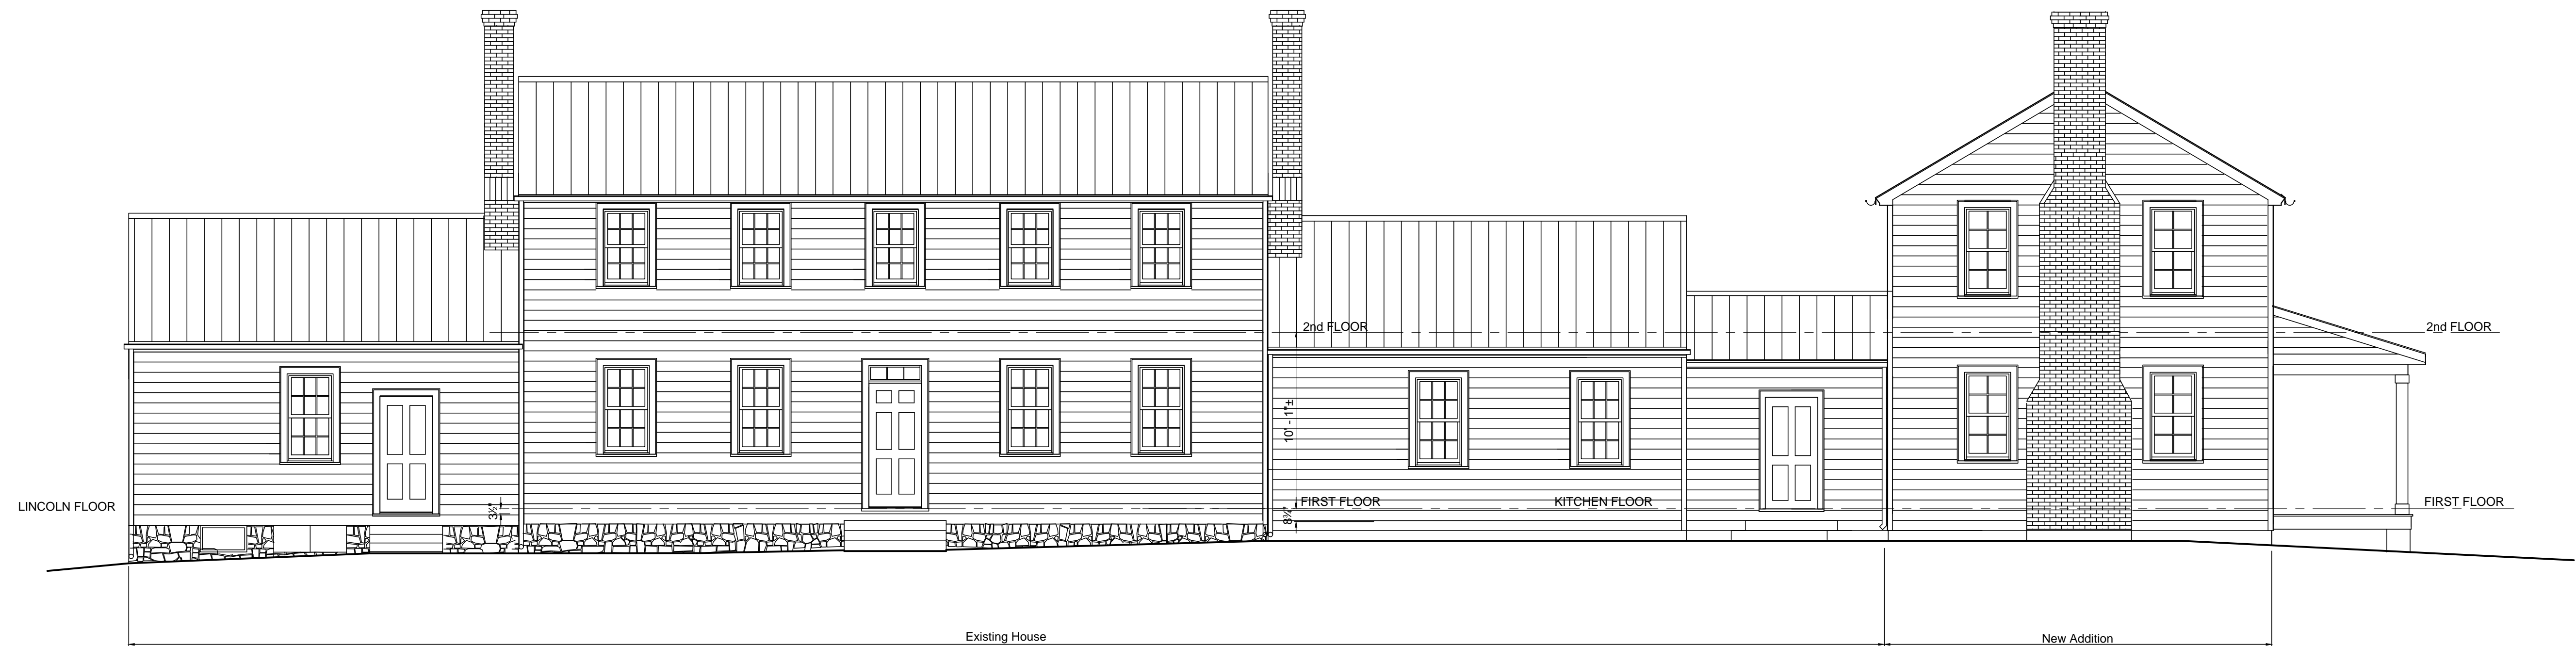 2nd FLOOR
2nd FLOOR
10' - 1"±
LINCOLN FLOOR
3½"
FIRST FLOOR
KITCHEN FLOOR
FIRST FLOOR
8½"
Existing House
New Addition